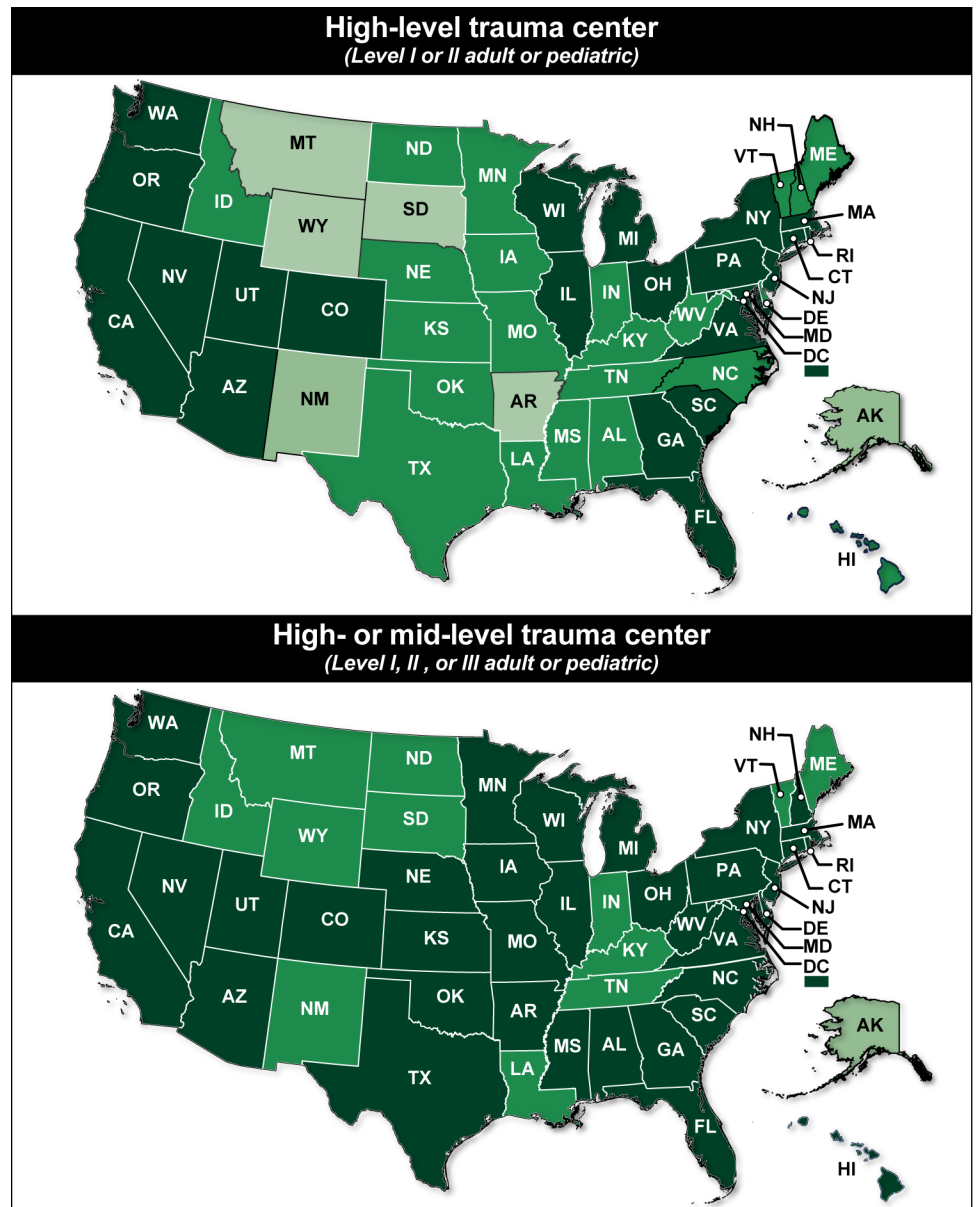 High-level trauma center
(Level I or II adult or pediatric)
WA
MT
ND
MN
NH
ME
VT
OR
ID
SD
WI
NY
MA
WY
MI
RI
IA
PA
CT
NE
NV
IL
IN
OH
NJ
UT
CO
WV
DE
CA
KS
MO
VA
MD
KY
DC
TN
NC
AZ
OK
NM
AR
SC
AK
MS
AL
GA
LA
TX
FL
HI
High- or mid-level trauma center
(Level I, II , or III adult or pediatric)
WA
NH
MT
ND
ME
VT
MN
OR
ID
SD
WI
NY
MA
WY
MI
RI
IA
PA
CT
NE
NV
IL
IN
OH
NJ
UT
CO
WV
DE
CA
KS
MO
VA
MD
KY
DC
NC
TN
AZ
OK
NM
AR
SC
AK
MS
AL
GA
LA
TX
FL
HI